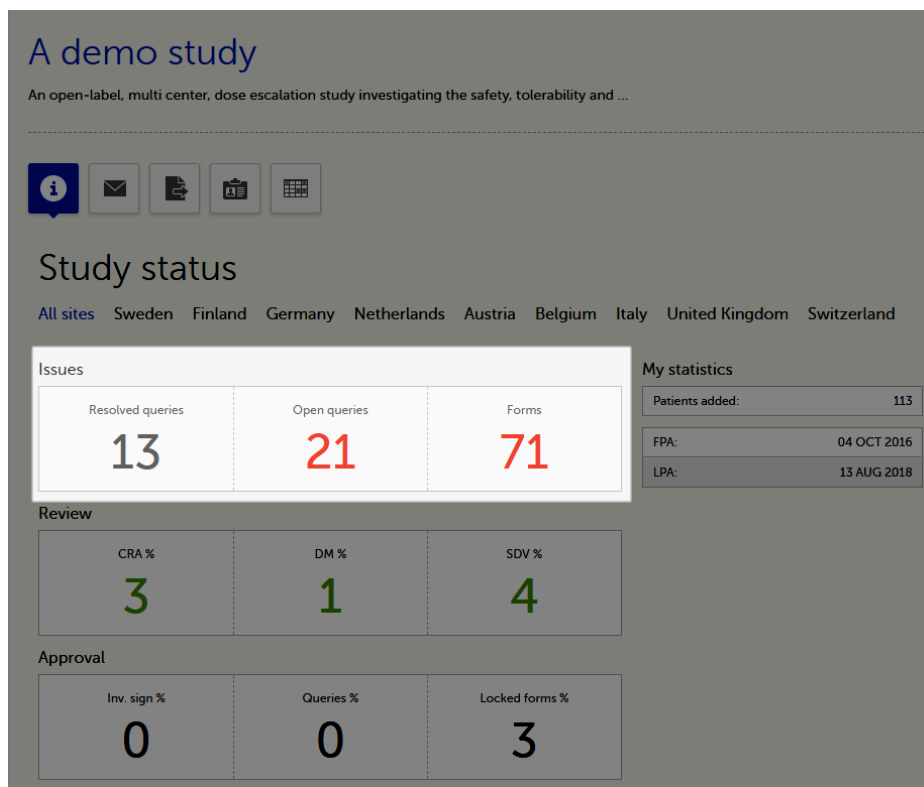 A demo study
An open-label, multi center, dose escalation study investigating the safety, tolerability and ...
Study status
All sites Sweden Finland Germany Netherlands Austria Belgium Italy United Kingdom Switzerland
Issues
Resolved queries Open queries Forms
13 21 71
My statistics
Patients added: 113
FPA: 04 OCT 2016
LPA: 13 AUG 2018
Review
CRA % DM % SDV %
3 1 4
Approval
Inv. sign % Queries % Locked forms %
0 0 3